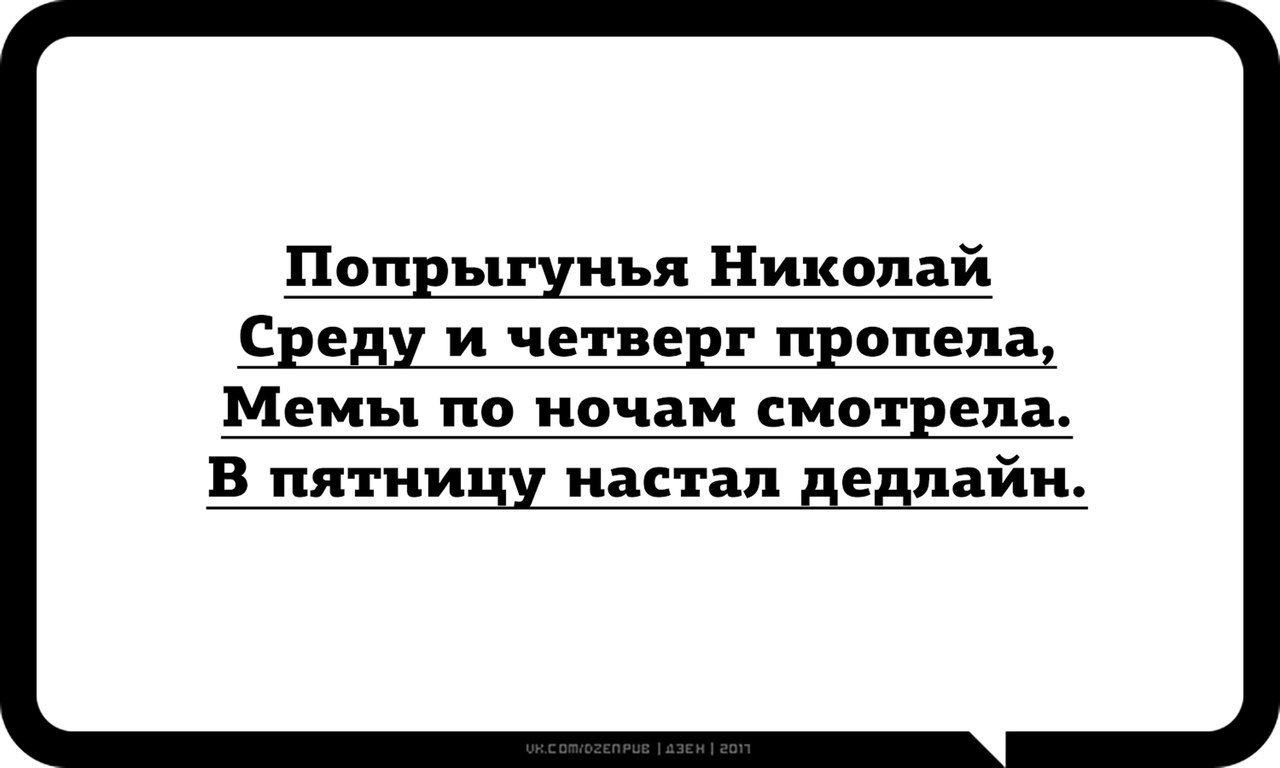 Попрыгунья Николай
Среду и четверг пропела,
Мемы по ночам смотрела.
В пятницу настал дедлайн.
VK.COM/DZENPUB | ДЗЕН | 2017